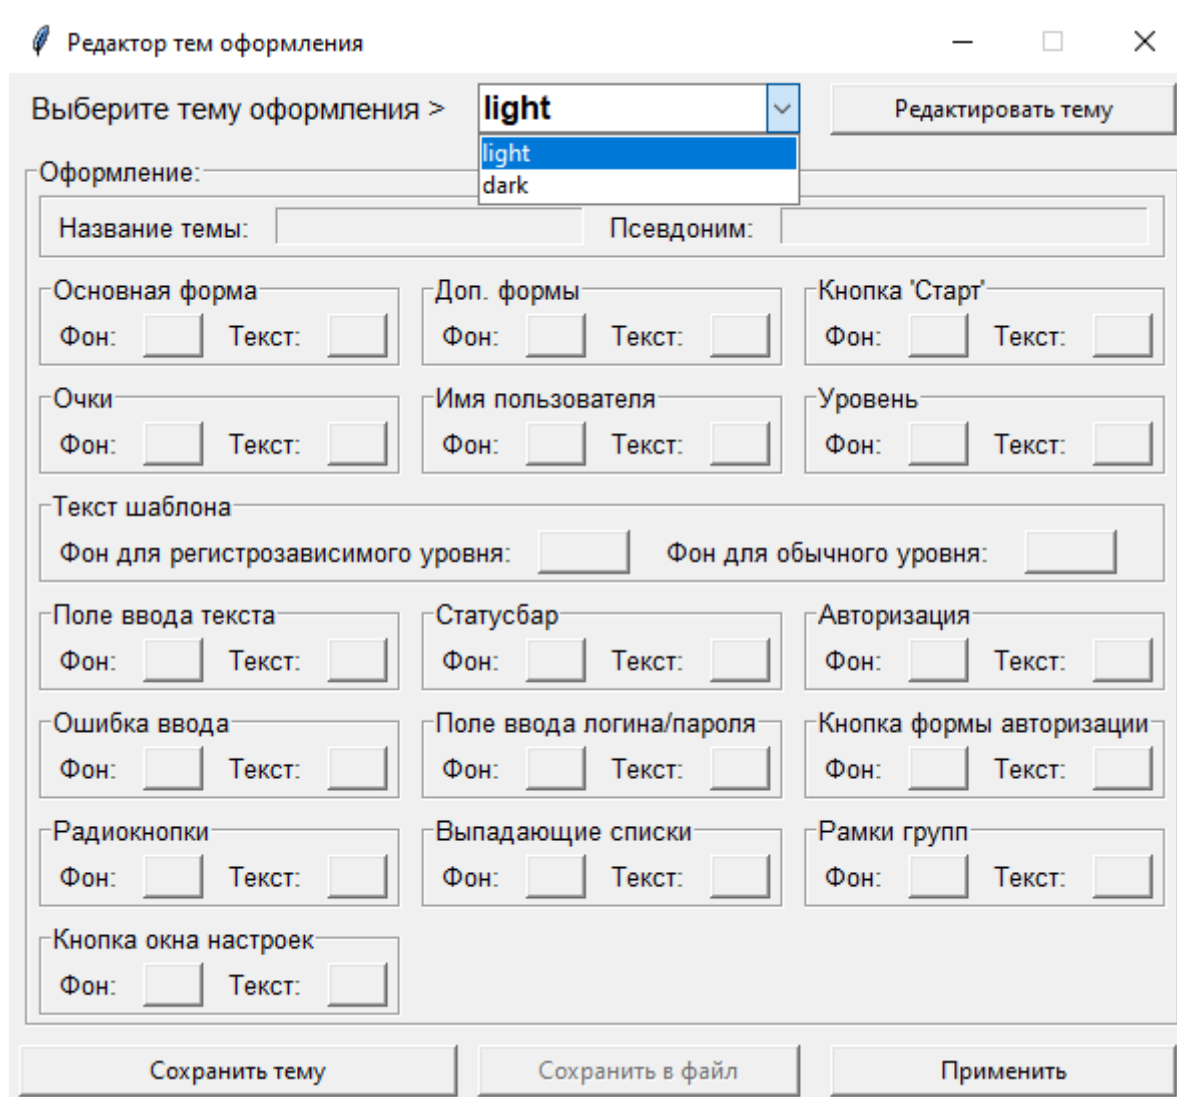 Редактор тем оформления
Выберите тему оформления > light Редактировать тему
light
dark
Оформление:
Название темы: Псевдоним:
Основная форма Доп. формы Кнопка 'Старт'
Фон: Текст: Фон: Текст: Фон: Текст:
Очки Имя пользователя Уровень
Фон: Текст: Фон: Текст: Фон: Текст:
Текст шаблона
Фон для регистрозависимого уровня: Фон для обычного уровня:
Поле ввода текста Статусбар Авторизация
Фон: Текст: Фон: Текст: Фон: Текст:
Ошибка ввода Поле ввода логина/пароля Кнопка формы авторизации
Фон: Текст: Фон: Текст: Фон: Текст:
Радиокнопки Выпадающие списки Рамки групп
Фон: Текст: Фон: Текст: Фон: Текст:
Кнопка окна настроек
Фон: Текст:
Сохранить тему Сохранить в файл Применить